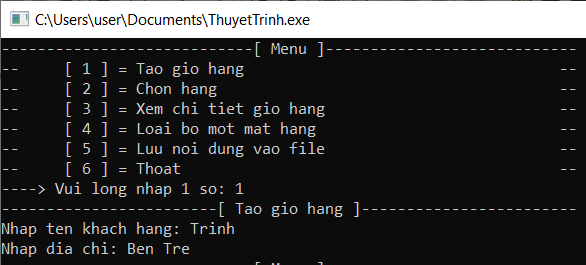 C:\Users\user\Documents\ThuyetTrinh.exe
----------------------------[ Menu ]----------------------------
--     [ 1 ] = Tao gio hang                                   --
--     [ 2 ] = Chon hang                                      --
--     [ 3 ] = Xem chi tiet gio hang                          --
--     [ 4 ] = Loai bo mot mat hang                           --
--     [ 5 ] = Luu noi dung vao file                          --
--     [ 6 ] = Thoat                                          --
----> Vui long nhap 1 so: 1
------------------------[ Tao gio hang ]------------------------
Nhap ten khach hang: Trinh
Nhap dia chi: Ben Tre